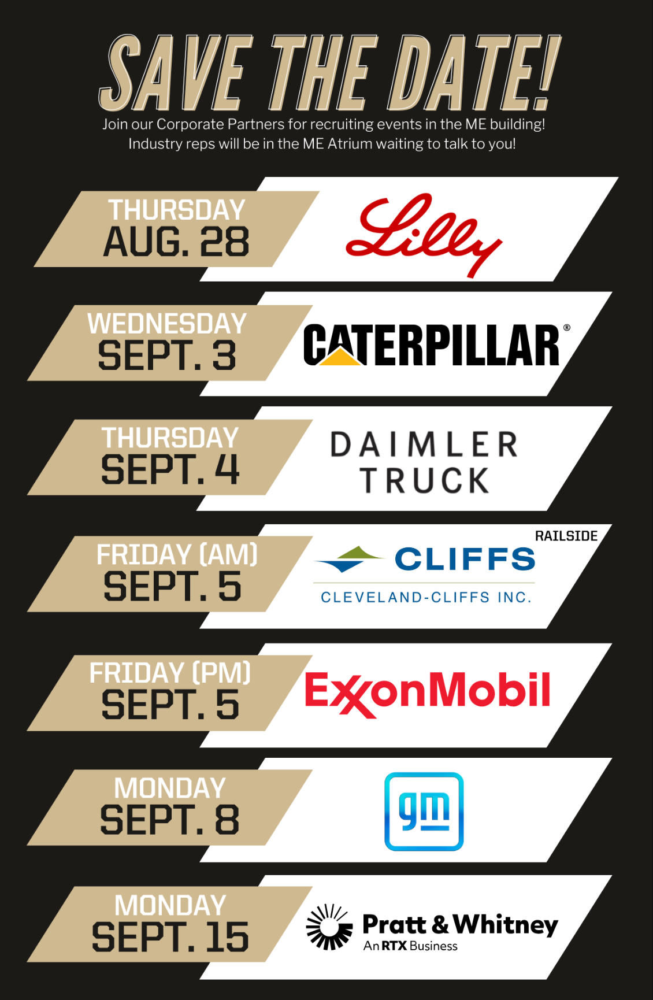 SAVE THE DATE!
Join our Corporate Partners for recruiting events in the ME building!
Industry reps will be in the ME Atrium waiting to talk to you!
THURSDAY
AUG. 28
Lilly
WEDNESDAY
SEPT. 3
CATERPILLAR®
THURSDAY
SEPT. 4
DAIMLER
TRUCK
FRIDAY (AM)
SEPT. 5
RAILSIDE
CLIFFS
CLEVELAND-CLIFFS INC.
FRIDAY (PM)
SEPT. 5
ExxonMobil
MONDAY
SEPT. 8
gm
MONDAY
SEPT. 15
Pratt & Whitney
An RTX Business